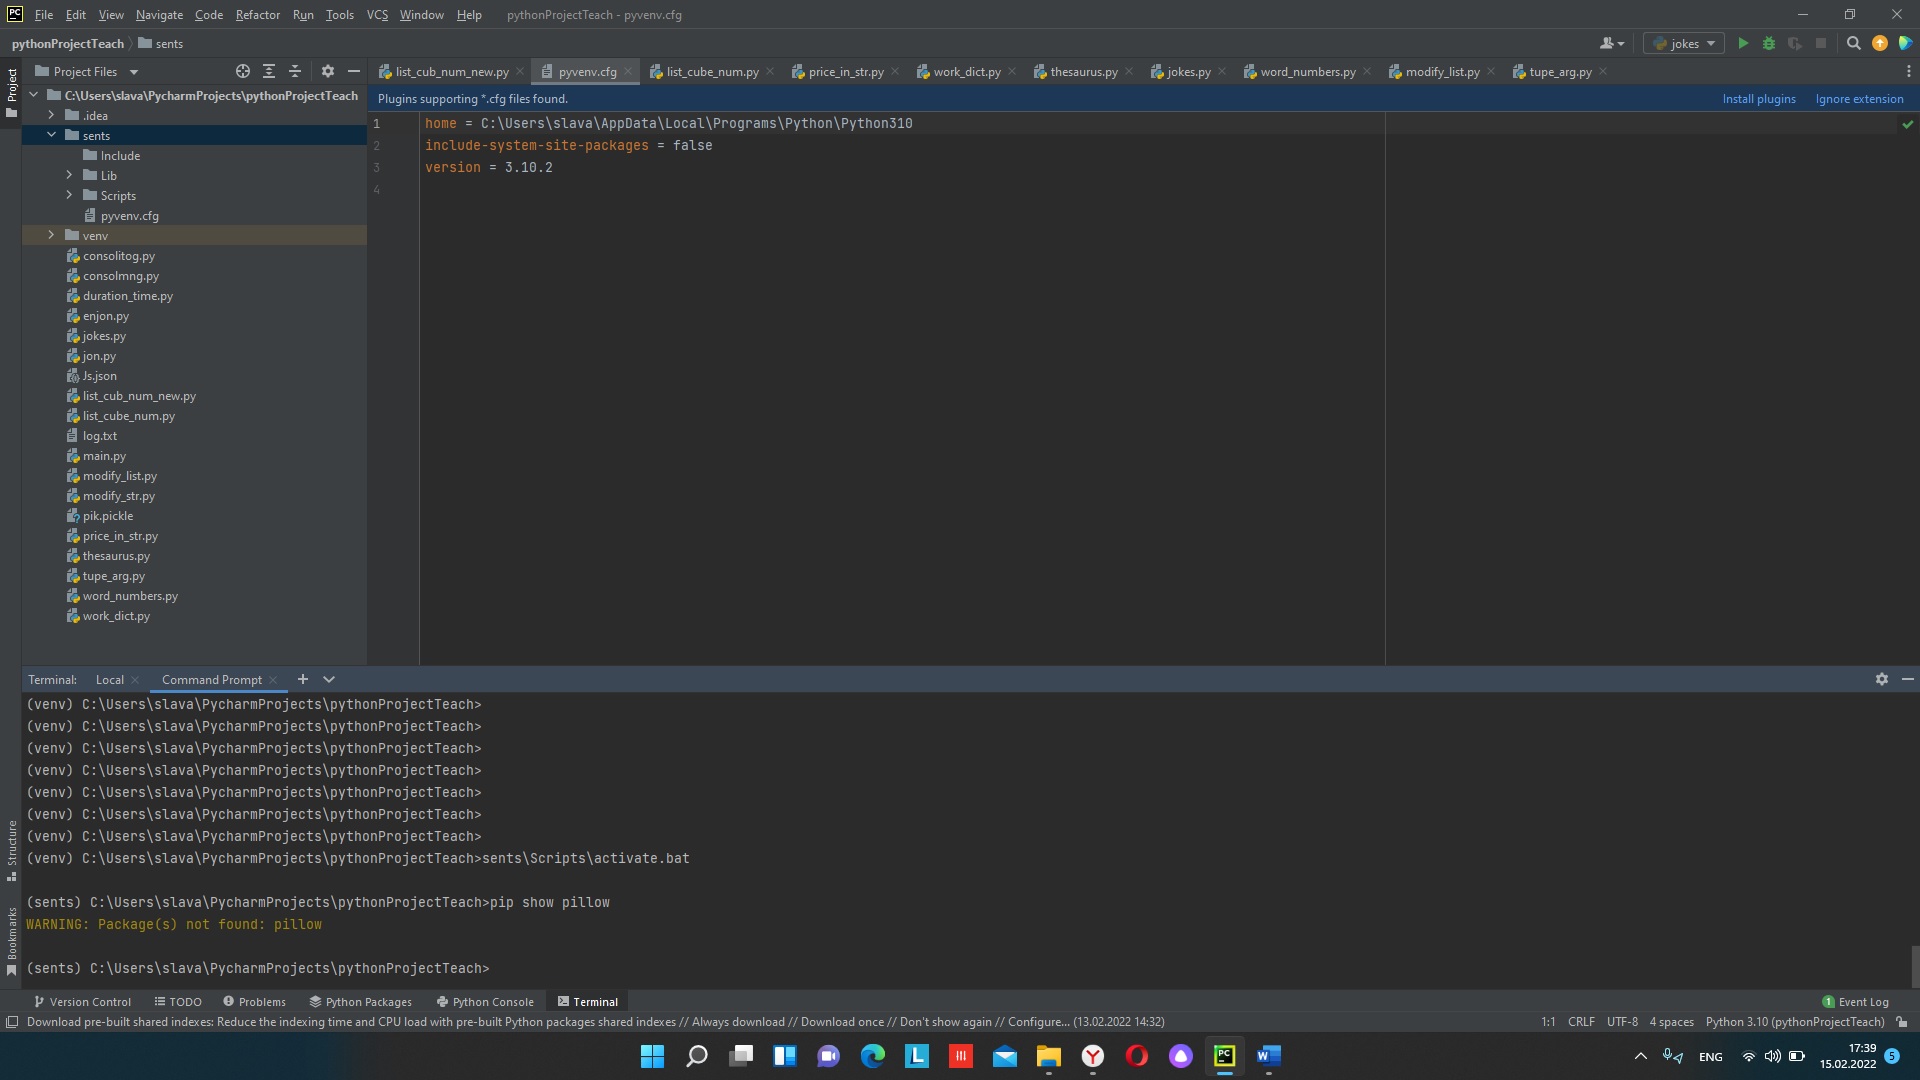 PC File Edit View Navigate Code Refactor Run Tools VCS Window Help pythonProjectTeach - pyvenv.cfg
pythonProjectTeach sents jokes
Project
Project Files
list_cub_num_new.py pyvenv.cfg list_cube_num.py price_in_str.py work_dict.py thesaurus.py jokes.py word_numbers.py modify_list.py tupe_arg.py
C:\Users\slava\PycharmProjects\pythonProjectTeach
.idea
sents
Include
Lib
Scripts
pyvenv.cfg
venv
consolitog.py
consolmng.py
duration_time.py
enjon.py
jokes.py
jon.py
Js.json
list_cub_num_new.py
list_cube_num.py
log.txt
main.py
modify_list.py
modify_str.py
pik.pickle
price_in_str.py
thesaurus.py
tupe_arg.py
word_numbers.py
work_dict.py
Plugins supporting *.cfg files found. Install plugins Ignore extension
1 home = C:\Users\slava\AppData\Local\Programs\Python\Python310
2 include-system-site-packages = false
3 version = 3.10.2
4
Terminal: Local Command Prompt
(venv) C:\Users\slava\PycharmProjects\pythonProjectTeach>
(venv) C:\Users\slava\PycharmProjects\pythonProjectTeach>
(venv) C:\Users\slava\PycharmProjects\pythonProjectTeach>
(venv) C:\Users\slava\PycharmProjects\pythonProjectTeach>
(venv) C:\Users\slava\PycharmProjects\pythonProjectTeach>
(venv) C:\Users\slava\PycharmProjects\pythonProjectTeach>
(venv) C:\Users\slava\PycharmProjects\pythonProjectTeach>
(venv) C:\Users\slava\PycharmProjects\pythonProjectTeach>sents\Scripts\activate.bat
(sents) C:\Users\slava\PycharmProjects\pythonProjectTeach>pip show pillow
WARNING: Package(s) not found: pillow
(sents) C:\Users\slava\PycharmProjects\pythonProjectTeach>
Structure
Bookmarks
Version Control TODO Problems Python Packages Python Console Terminal 1 Event Log
Download pre-built shared indexes: Reduce the indexing time and CPU load with pre-built Python packages shared indexes // Always download // Download once // Don't show again // Configure... (13.02.2022 14:32) 1:1 CRLF UTF-8 4 spaces Python 3.10 (pythonProjectTeach)
L Y PC W ENG 17:39 5
15.02.2022